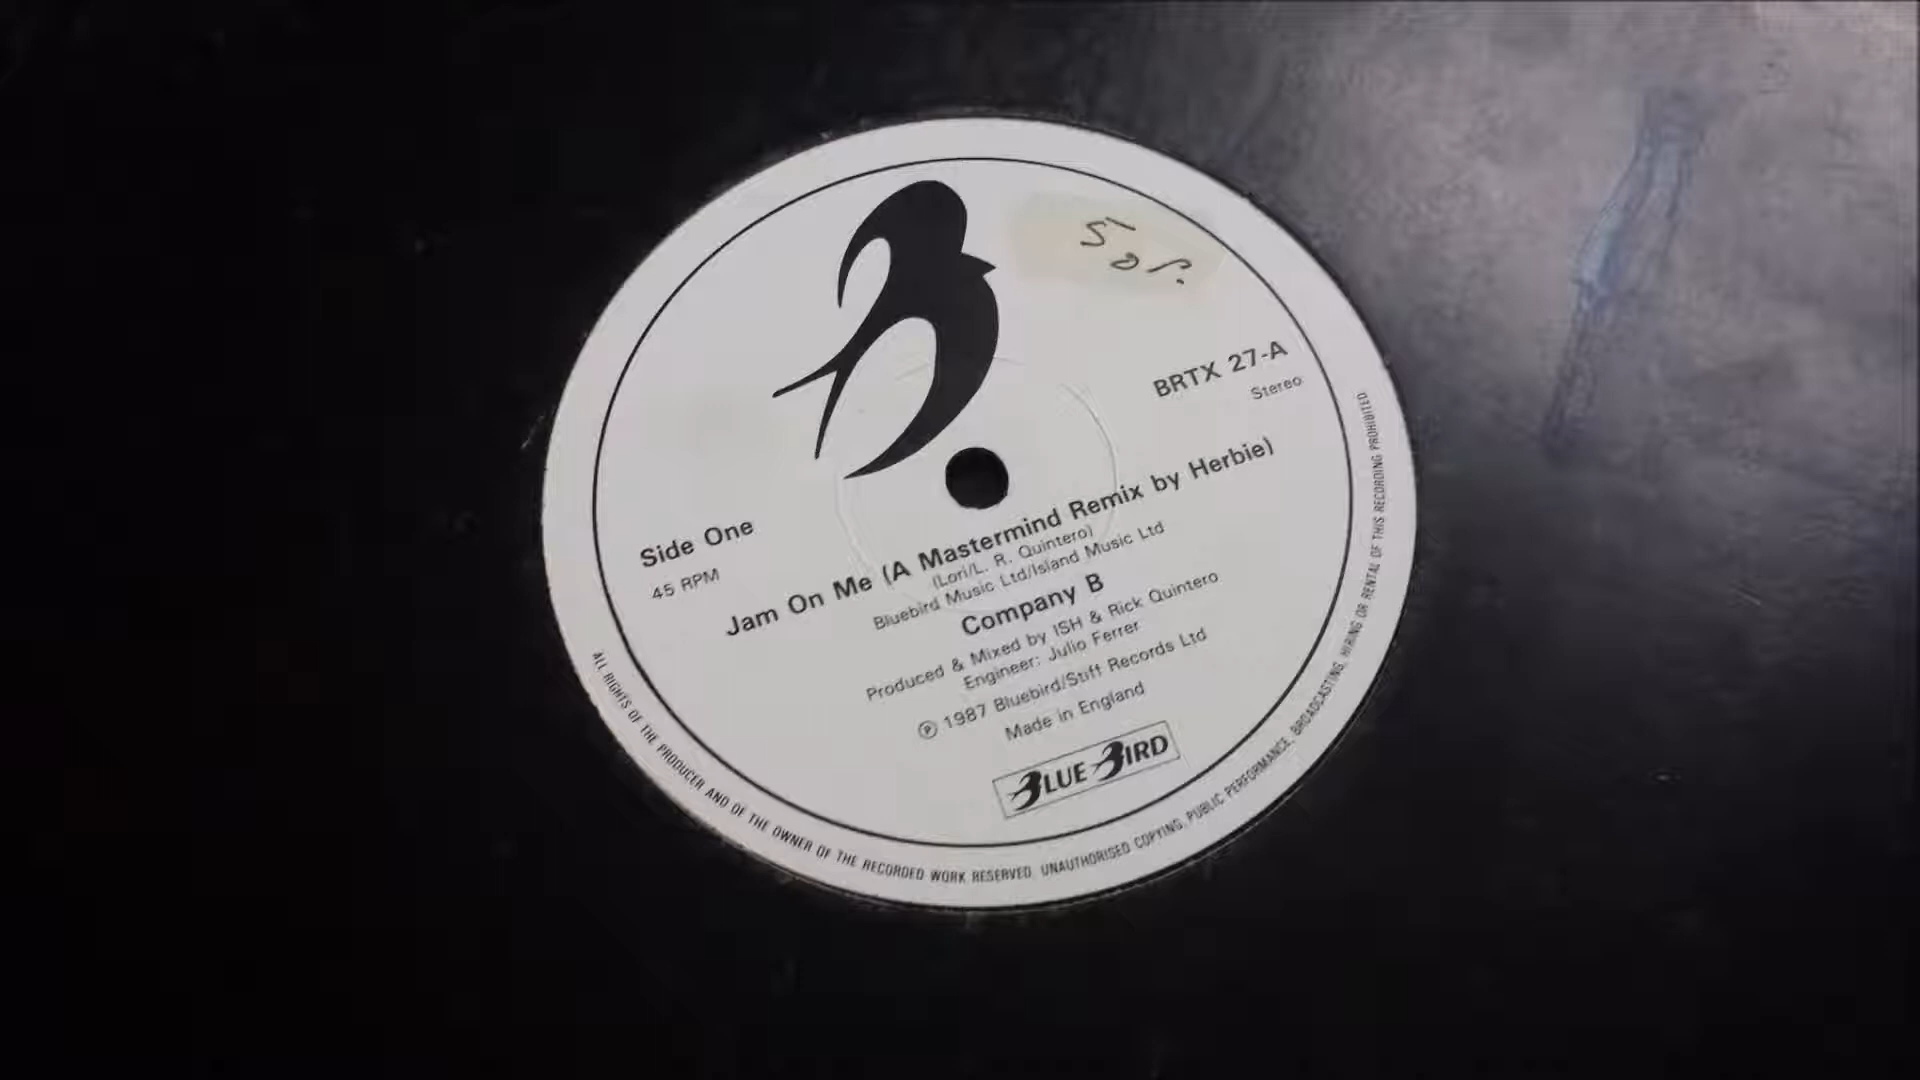 50p.
BRTX 27-A
Stereo
Side One
45 RPM
Jam On Me (A Mastermind Remix by Herbie)
(Lori/L. R. Quintero)
Bluebird Music Ltd/Island Music Ltd
Company B
Produced & Mixed by ISH & Rick Quintero
Engineer: Julio Ferrer
℗ 1987 Bluebird/Stiff Records Ltd
Made in England
BLUE BIRD
ALL RIGHTS OF THE PRODUCER AND OF THE OWNER OF THE RECORDED WORK RESERVED. UNAUTHORISED COPYING, PUBLIC PERFORMANCE, BROADCASTING, HIRING OR RENTAL OF THIS RECORDING PROHIBITED